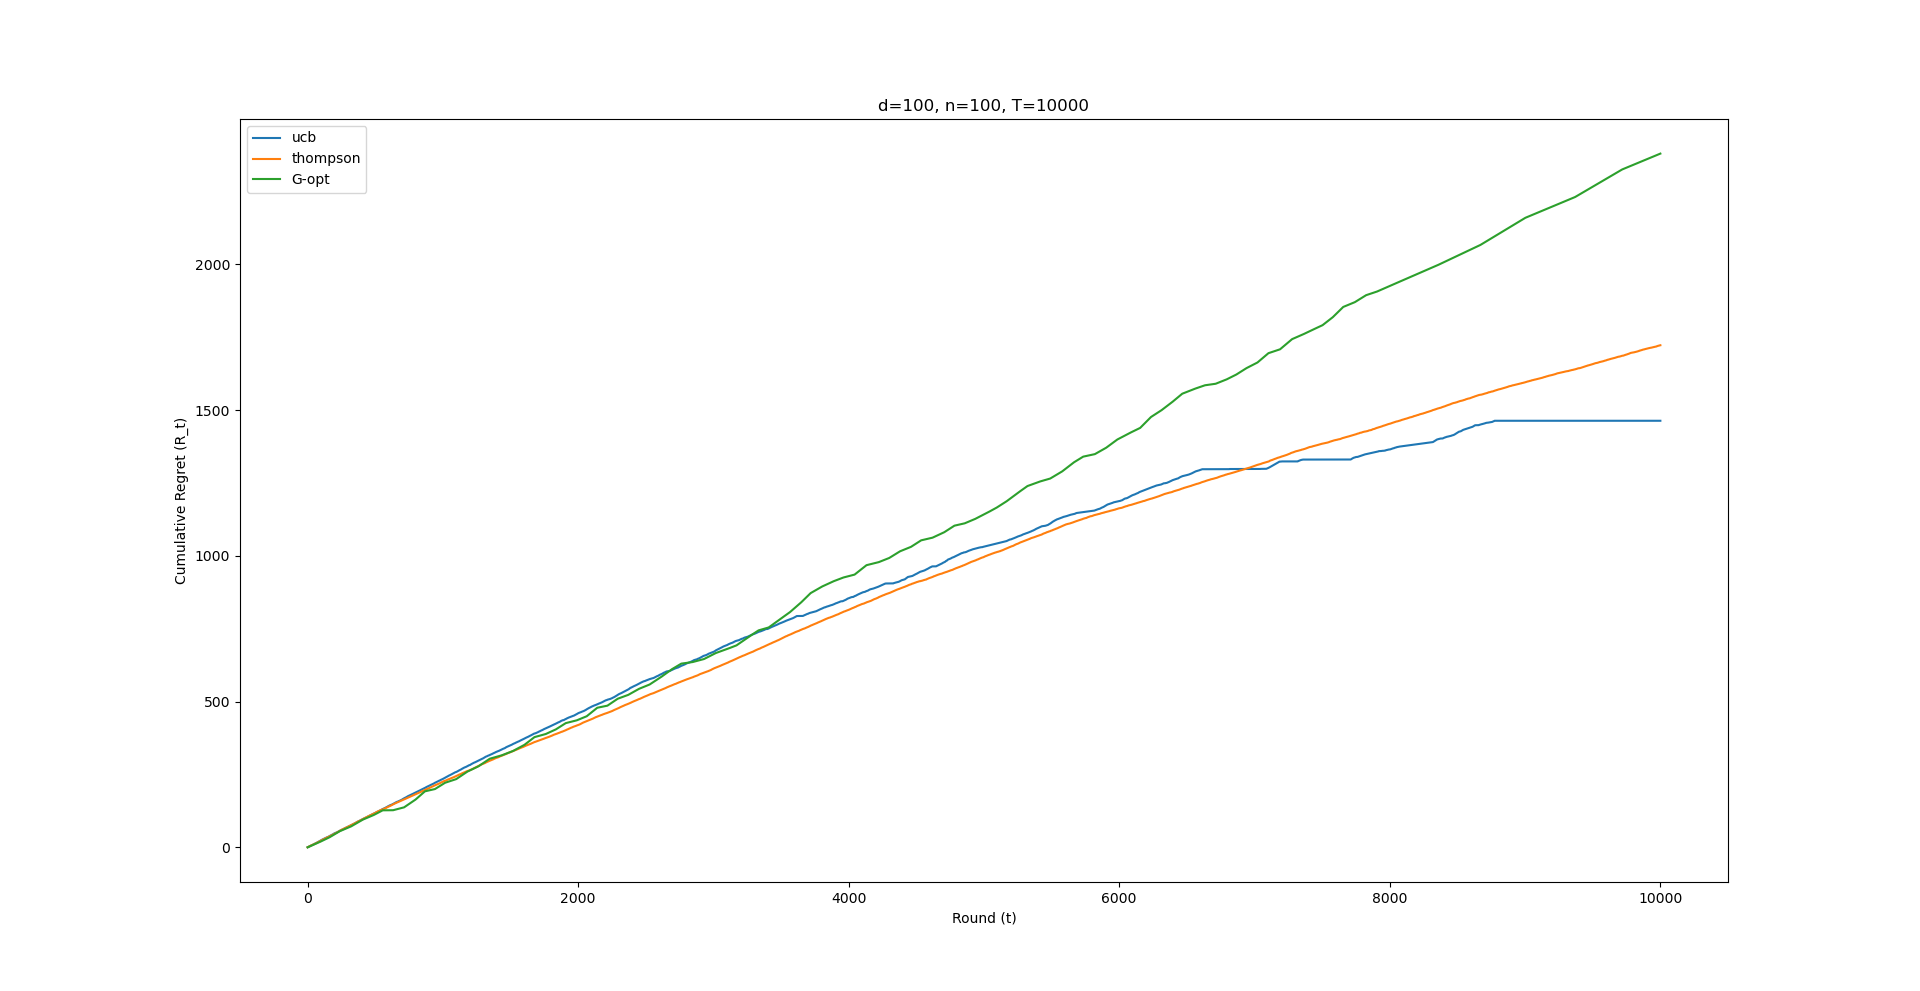 d=100, n=100, T=10000
ucb
thompson
G-opt
Cumulative Regret (R_t)
2000
1500
1000
500
0
0 2000 4000 6000 8000 10000
Round (t)